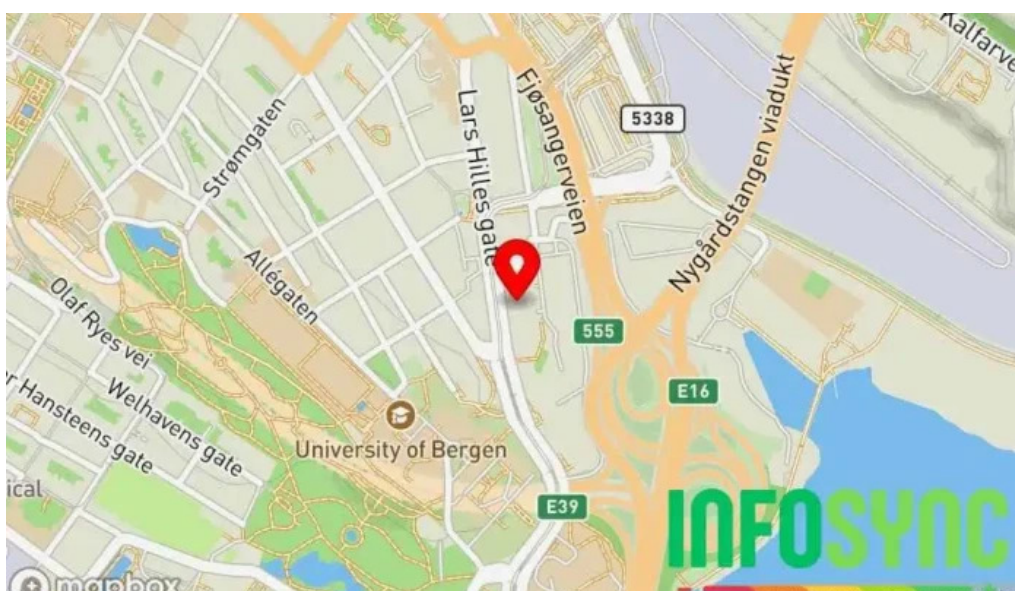 Kalfarve
Fjøsangerveien
Nygårdstangen viadukt
Lars Hilles gate
5338
Strømgaten
Allégaten
Olaf Ryes vei
555
Welhavens gate
E16
er Hansteens gate
University of Bergen
ical
E39
INFOSYNC
mapbox